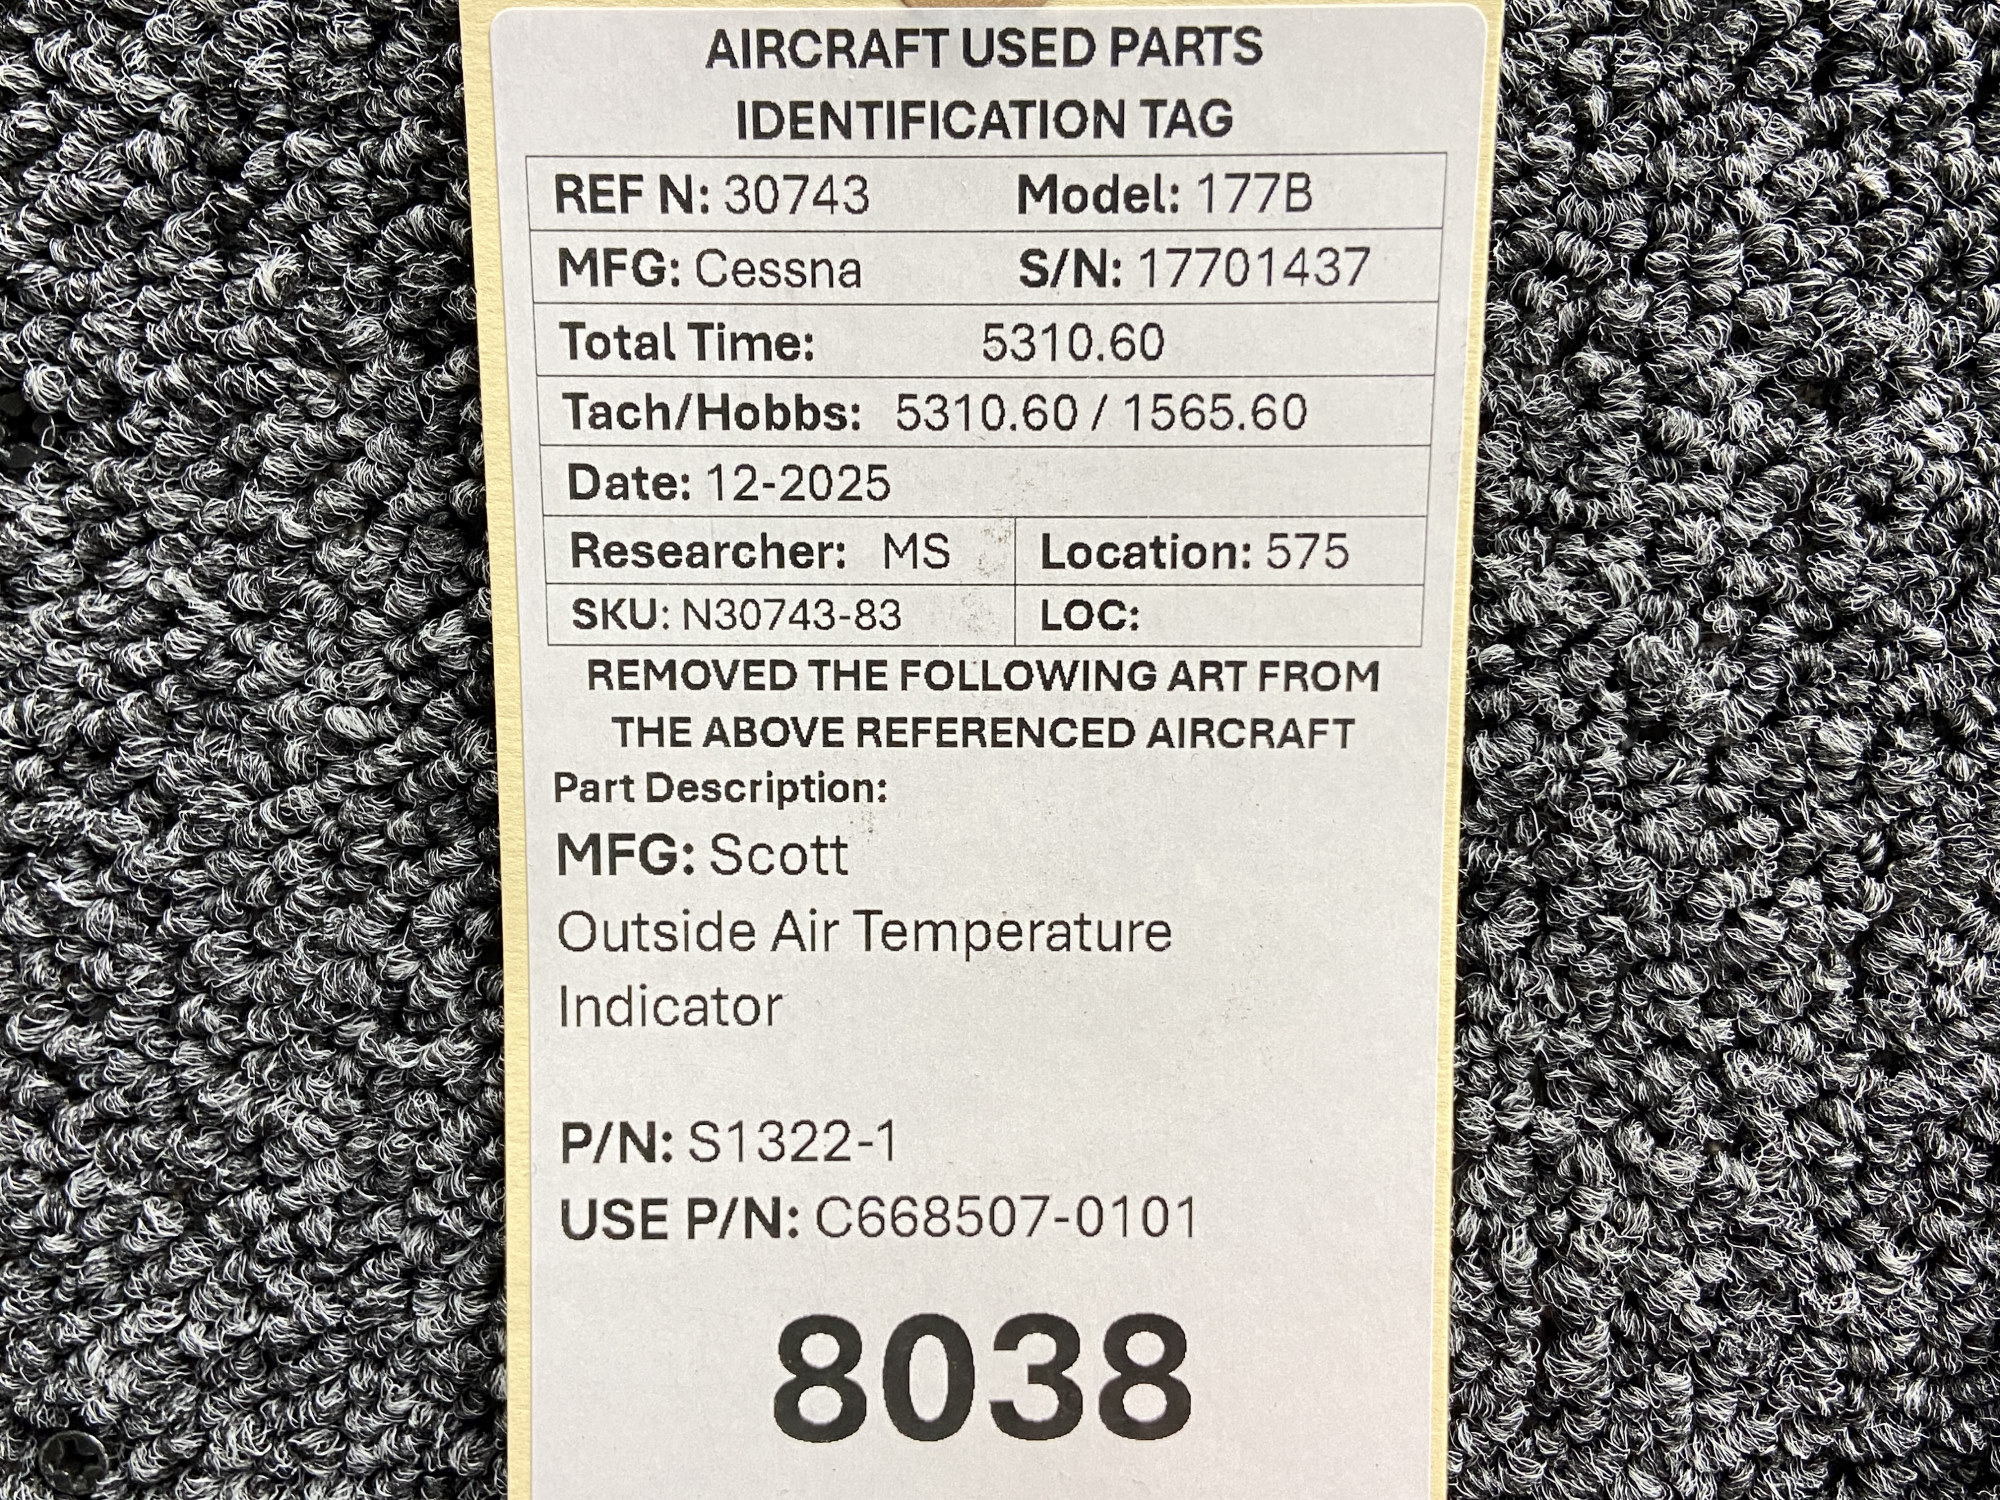 AIRCRAFT USED PARTS
IDENTIFICATION TAG
REF N: 30743 Model: 177B
MFG: Cessna S/N: 17701437
Total Time: 5310.60
Tach/Hobbs: 5310.60 / 1565.60
Date: 12-2025
Researcher: MS Location: 575
SKU: N30743-83 LOC:
REMOVED THE FOLLOWING ART FROM
THE ABOVE REFERENCED AIRCRAFT
Part Description:
MFG: Scott
Outside Air Temperature
Indicator
P/N: S1322-1
USE P/N: C668507-0101
8038